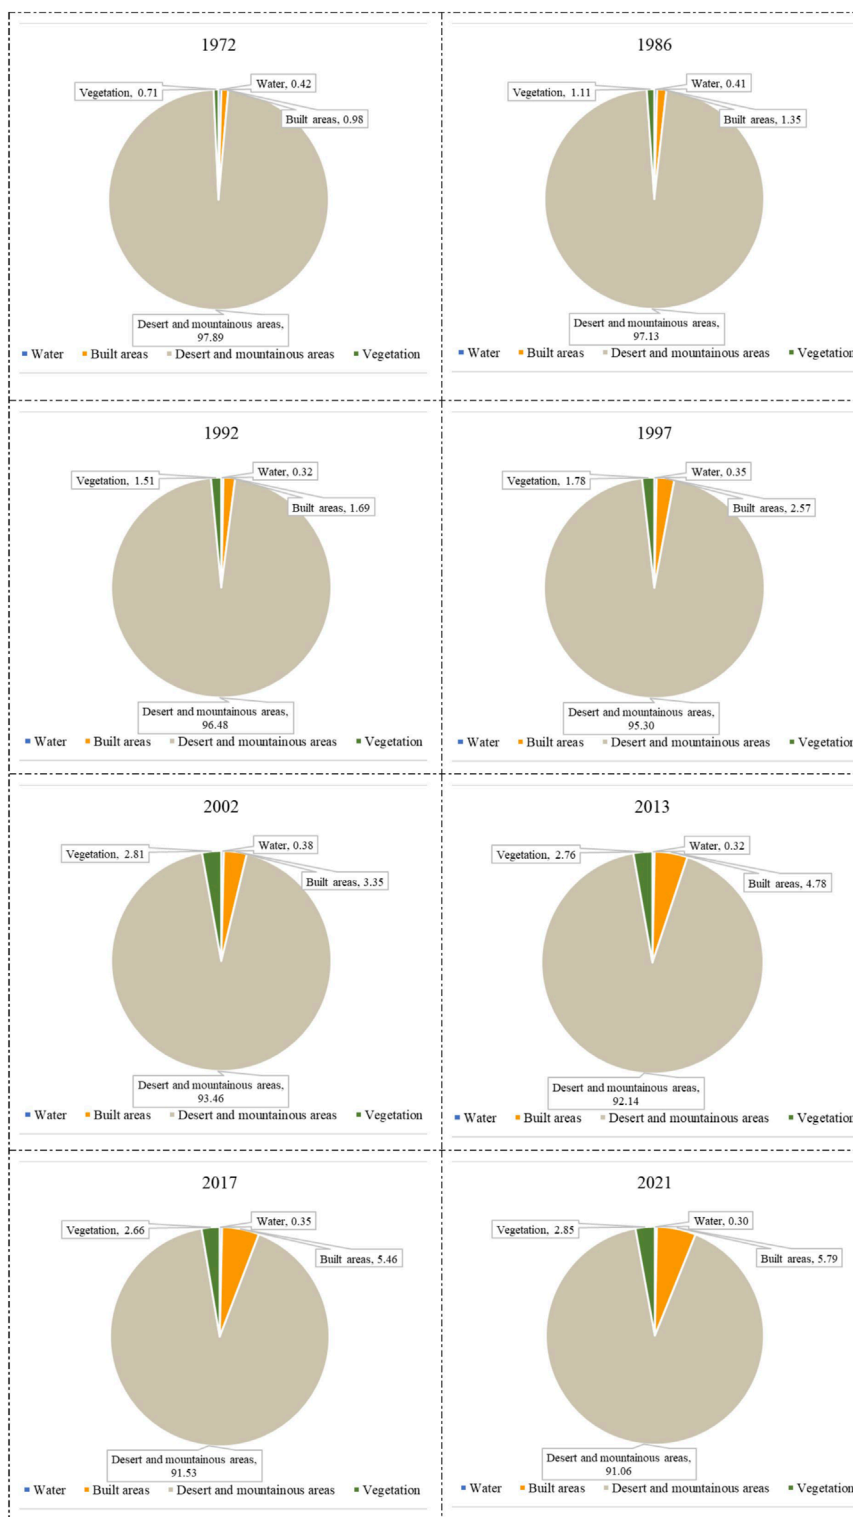 1972
Vegetation, 0.71
Water, 0.42
Built areas, 0.98
Desert and mountainous areas,
97.89
Water Built areas Desert and mountainous areas Vegetation
1986
Vegetation, 1.11
Water, 0.41
Built areas, 1.35
Desert and mountainous areas,
97.13
Water Built areas Desert and mountainous areas Vegetation
1992
Vegetation, 1.51
Water, 0.32
Built areas, 1.69
Desert and mountainous areas,
96.48
Water Built areas Desert and mountainous areas Vegetation
1997
Vegetation, 1.78
Water, 0.35
Built areas, 2.57
Desert and mountainous areas,
95.30
Water Built areas Desert and mountainous areas Vegetation
2002
Vegetation, 2.81
Water, 0.38
Built areas, 3.35
Desert and mountainous areas,
93.46
Water Built areas Desert and mountainous areas Vegetation
2013
Vegetation, 2.76
Water, 0.32
Built areas, 4.78
Desert and mountainous areas,
92.14
Water Built areas Desert and mountainous areas Vegetation
2017
Vegetation, 2.66
Water, 0.35
Built areas, 5.46
Desert and mountainous areas,
91.53
Water Built areas Desert and mountainous areas Vegetation
2021
Vegetation, 2.85
Water, 0.30
Built areas, 5.79
Desert and mountainous areas,
91.06
Water Built areas Desert and mountainous areas Vegetation